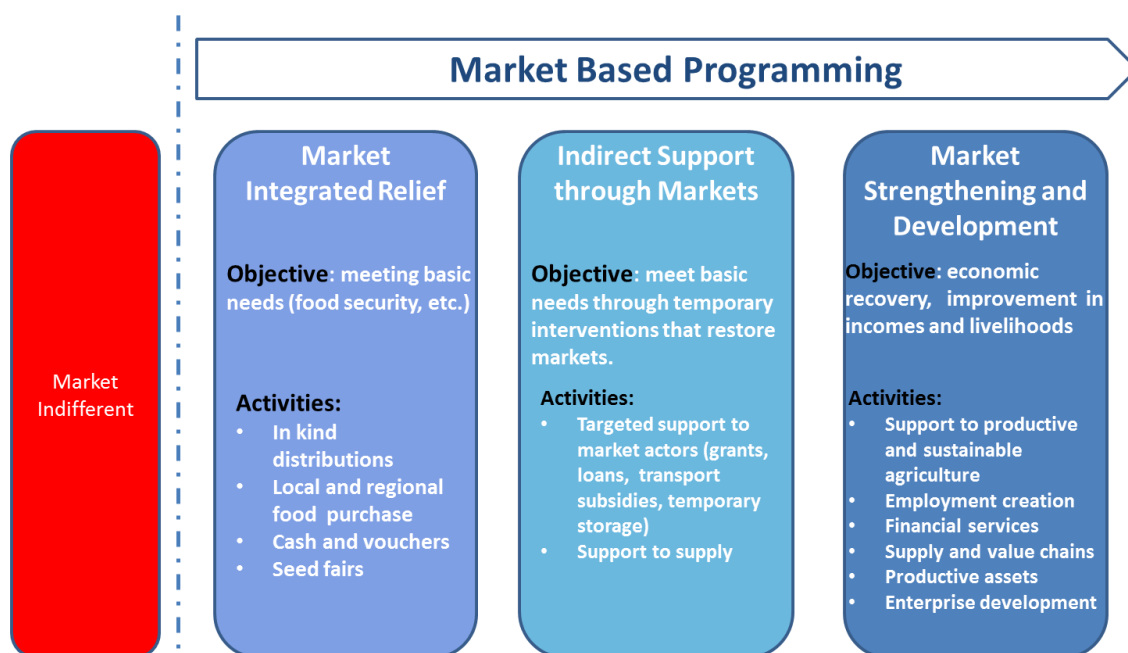 Market Based Programming
Market
Indifferent
Market
Integrated Relief
Objective: meeting basic
needs (food security, etc.)
Activities:
• In kind
distributions
• Local and regional
food purchase
• Cash and vouchers
• Seed fairs
Indirect Support
through Markets
Objective: meet basic
needs through temporary
interventions that restore
markets.
Activities:
• Targeted support to
market actors (grants,
loans, transport
subsidies, temporary
storage)
• Support to supply
Market
Strengthening and
Development
Objective: economic
recovery, improvement in
incomes and livelihoods
Activities:
• Support to productive
and sustainable
agriculture
• Employment creation
• Financial services
• Supply and value chains
• Productive assets
• Enterprise development